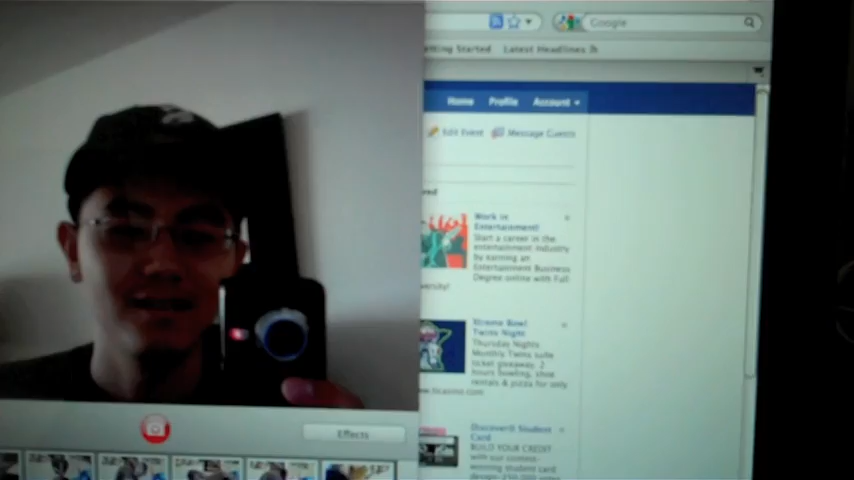 Google
Getting Started Latest Headlines
Home Profile Account
Edit Event Message Guests
Work in
Entertainment!
Start a career in the
entertainment industry
by earning an
Entertainment Business
Degree online with Full
versity!
Xtreme Bowl
Twins Night
Thursday Nights
Monthly Twins suite
ticket giveaway. 2
hours bowling, shoe
rentals & pizza for only
Discover® Student
Card
BUILD YOUR CREDIT
with our contest-
winning student card
Effects